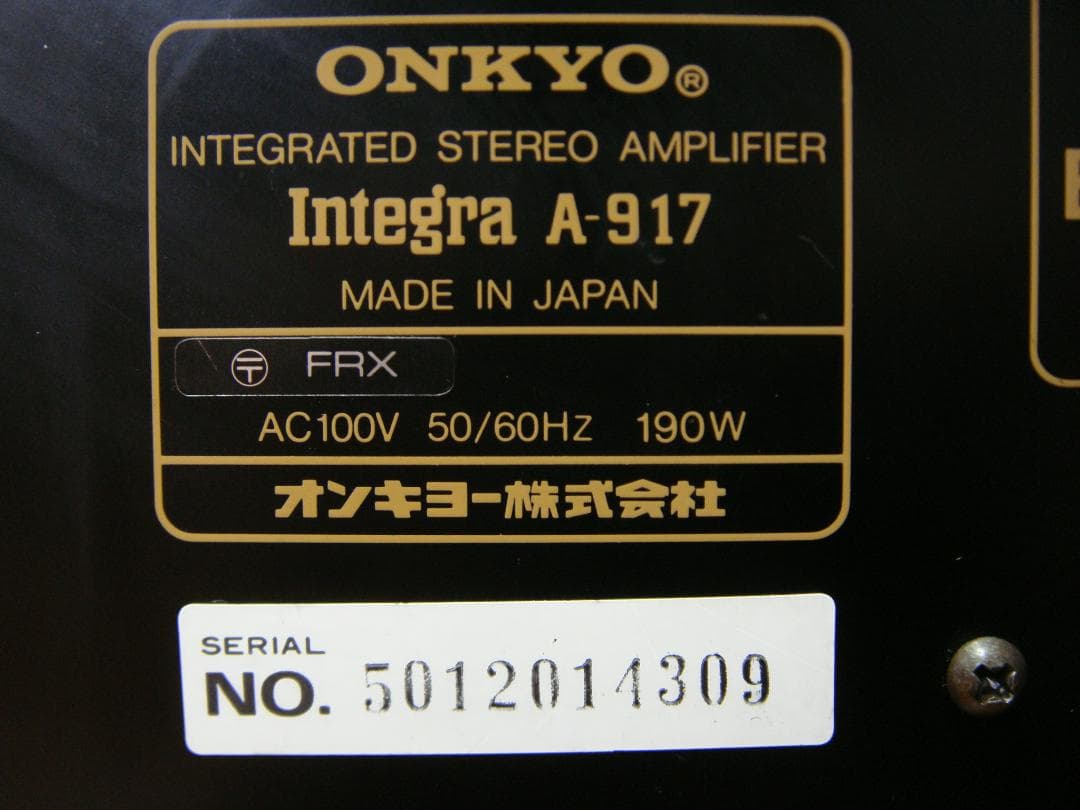 ONKYO®
INTEGRATED STEREO AMPLIFIER
Integra A-917
MADE IN JAPAN
〶 FRX
AC100V 50/60Hz 190W
オンキヨー株式会社
SERIAL
NO. 5012014309